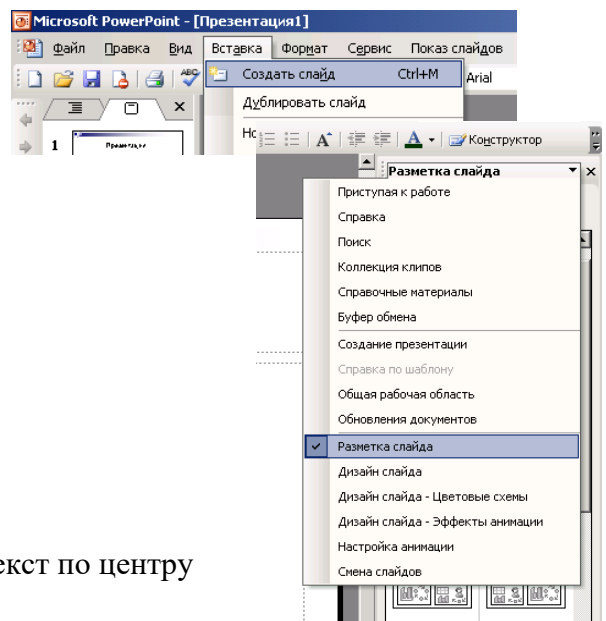 Microsoft PowerPoint - [Презентация1]
Файл Правка Вид Вставка Формат Сервис Показ слайдов
Создать слайд Ctrl+M
Arial
Дублировать слайд
1
Конструктор
Разметка слайда
Приступая к работе
Справка
Поиск
Коллекция клипов
Справочные материалы
Буфер обмена
Создание презентации
Справка по шаблону
Общая рабочая область
Обновления документов
Разметка слайда
Дизайн слайда
Дизайн слайда - Цветовые схемы
Дизайн слайда - Эффекты анимации
Настройка анимации
Смена слайдов
екст по центру